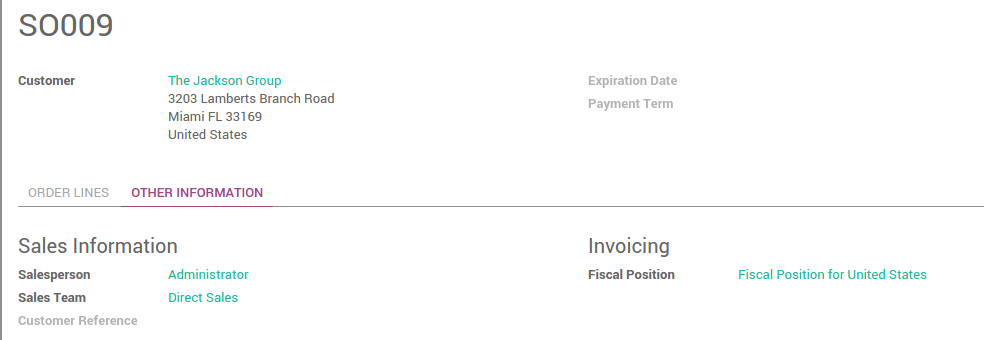 SO009
Customer The Jackson Group
3203 Lamberts Branch Road
Miami FL 33169
United States
Expiration Date
Payment Term
ORDER LINES OTHER INFORMATION
Sales Information
Salesperson Administrator
Sales Team Direct Sales
Customer Reference
Invoicing
Fiscal Position Fiscal Position for United States